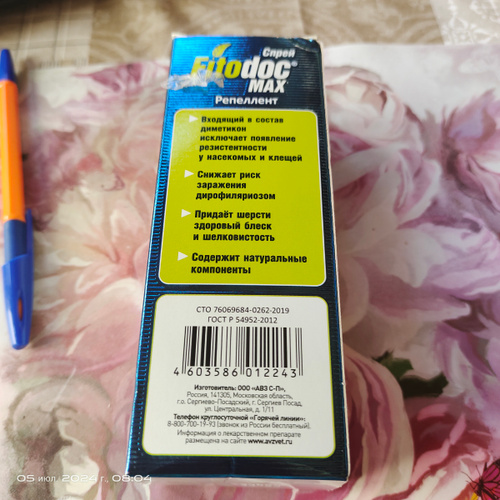 Спрей
Fitodoc®
MAX
Репеллент
Входящий в состав
диметикон
исключает появление
резистентности
у насекомых и клещей
Снижает риск
заражения
дирофиляриозом
Придаёт шерсти
здоровый блеск
и шелковистость
Содержит натуральные
компоненты
СТО 76069684-0262-2019
ГОСТ Р 54952-2012
4 603586 012243
Изготовитель: ООО «АВЗ С-П»,
Россия, 141305, Московская область,
г.о. Сергиево-Посадский, г. Сергиев Посад,
ул. Центральная, д. 1/11
Телефон круглосуточной «Горячей линии»:
8-800-700-19-93 (звонок из России бесплатный).
Информация о лекарственном препарате
размещена на сайте www.avzvet.ru
05 июл. 2024 г., 08:04